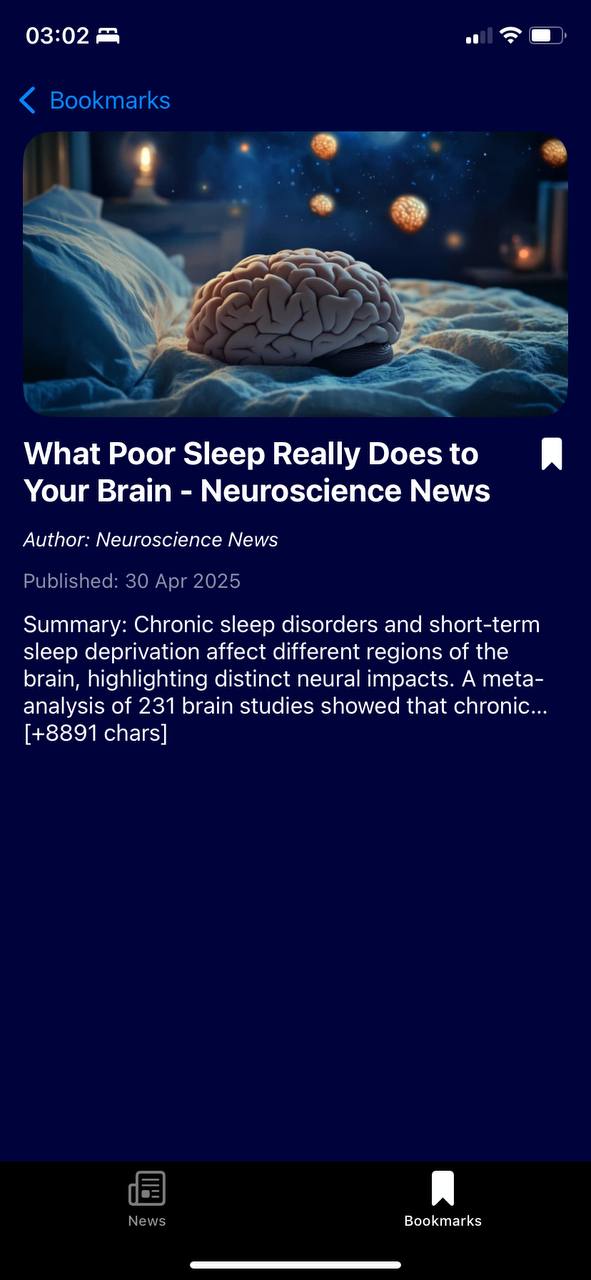 03:02
Bookmarks
What Poor Sleep Really Does to
Your Brain - Neuroscience News
Author: Neuroscience News
Published: 30 Apr 2025
Summary: Chronic sleep disorders and short-term
sleep deprivation affect different regions of the
brain, highlighting distinct neural impacts. A meta-
analysis of 231 brain studies showed that chronic...
[+8891 chars]
News
Bookmarks